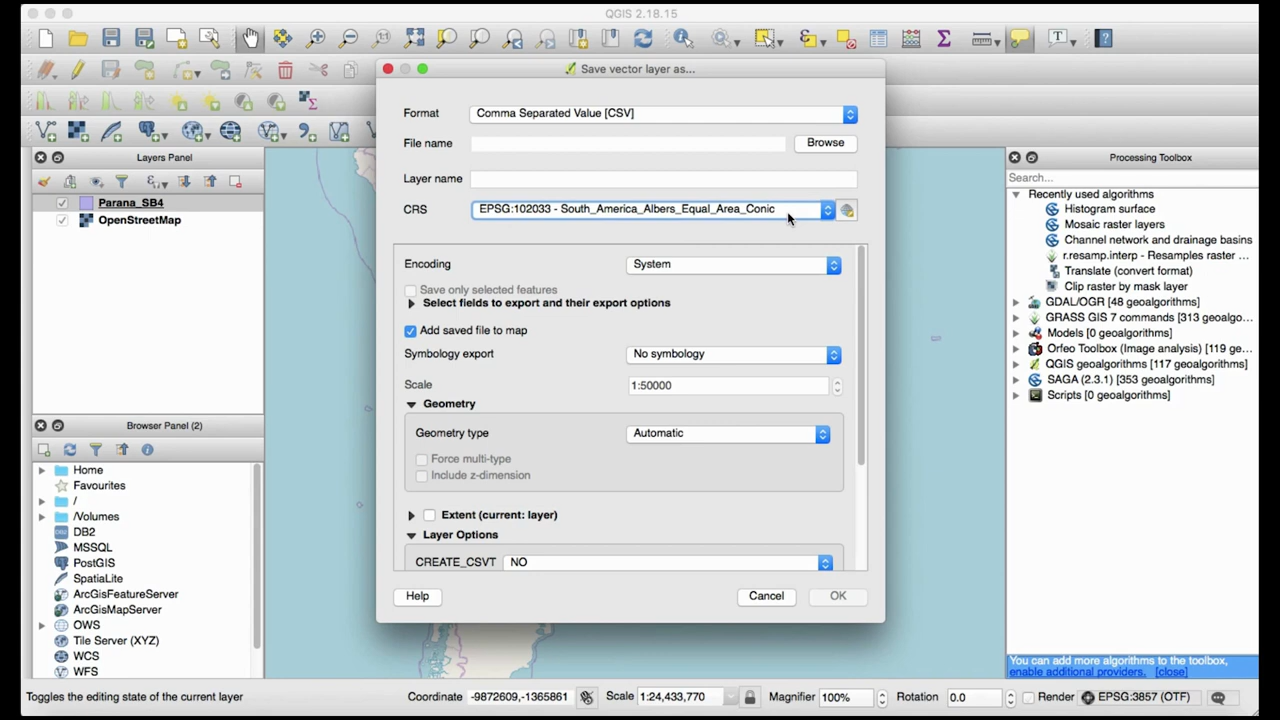 QGIS 2.18.15
Save vector layer as...
Format
Comma Separated Value [CSV]
File name
Browse
Layer name
CRS
EPSG:102033 - South_America_Albers_Equal_Area_Conic
Encoding
System
Save only selected features
Select fields to export and their export options
Add saved file to map
Symbology export
No symbology
Scale
1:50000
Geometry
Geometry type
Automatic
Force multi-type
Include z-dimension
Extent (current: layer)
Layer Options
CREATE_CSVT
NO
Help
Cancel
OK
Layers Panel
Parana_SB4
OpenStreetMap
Browser Panel (2)
Home
Favourites
/
/Volumes
DB2
MSSQL
PostGIS
SpatiaLite
ArcGisFeatureServer
ArcGisMapServer
OWS
Tile Server (XYZ)
WCS
WFS
Processing Toolbox
Search...
Recently used algorithms
Histogram surface
Mosaic raster layers
Channel network and drainage basins
r.resamp.interp - Resamples raster ...
Translate (convert format)
Clip raster by mask layer
GDAL/OGR [48 geoalgorithms]
GRASS GIS 7 commands [313 geoalgo...
Models [0 geoalgorithms]
Orfeo Toolbox (Image analysis) [119 ge...
QGIS geoalgorithms [117 geoalgorithms]
SAGA (2.3.1) [353 geoalgorithms]
Scripts [0 geoalgorithms]
You can add more algorithms to the toolbox,
enable additional providers. [close]
Toggles the editing state of the current layer
Coordinate -9872609,-1365861
Scale 1:24,433,770
Magnifier 100%
Rotation 0.0
Render
EPSG:3857 (OTF)